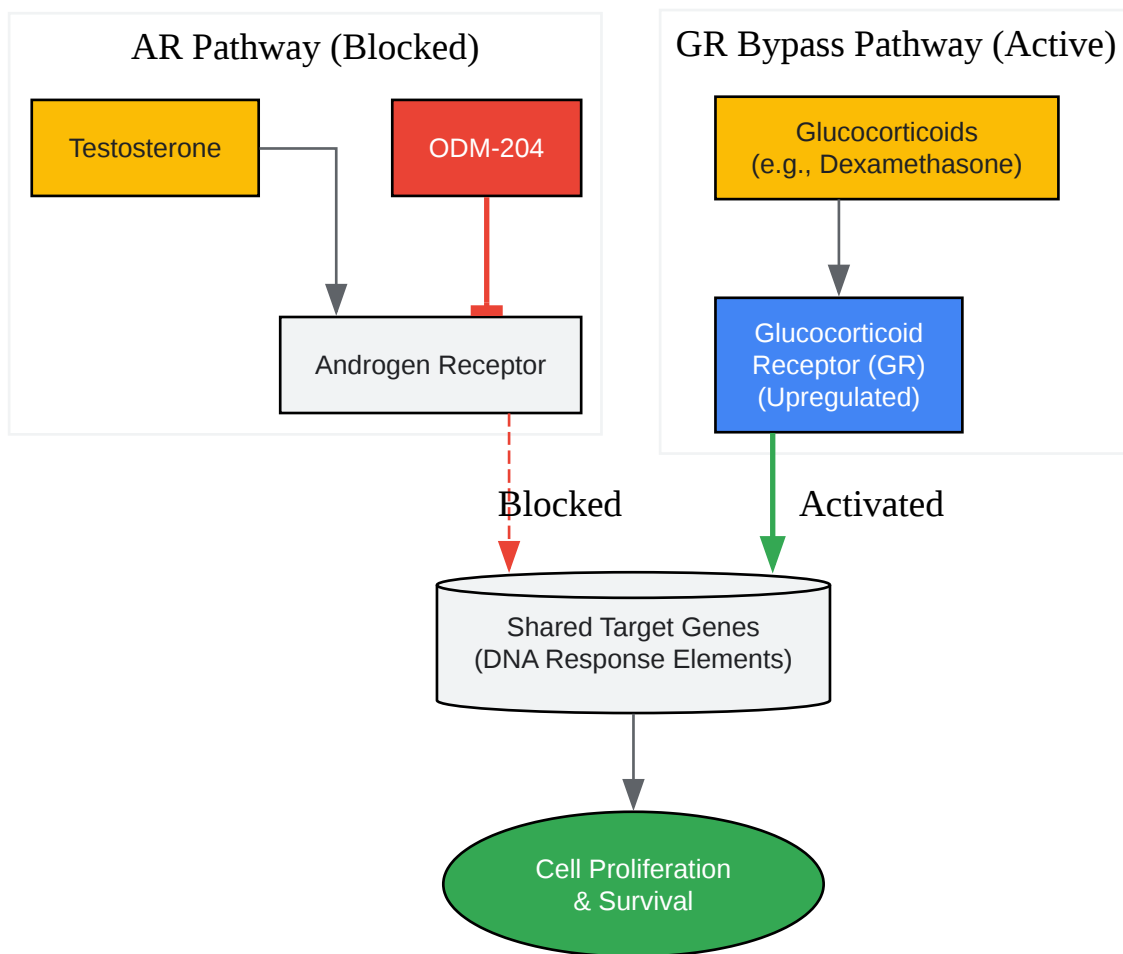 AR Pathway (Blocked)
GR Bypass Pathway (Active)
Testosterone
ODM-204
Glucocorticoids
(e.g., Dexamethasone)
Androgen Receptor
Glucocorticoid
Receptor (GR)
(Upregulated)
Blocked
Activated
Shared Target Genes
(DNA Response Elements)
Cell Proliferation
& Survival